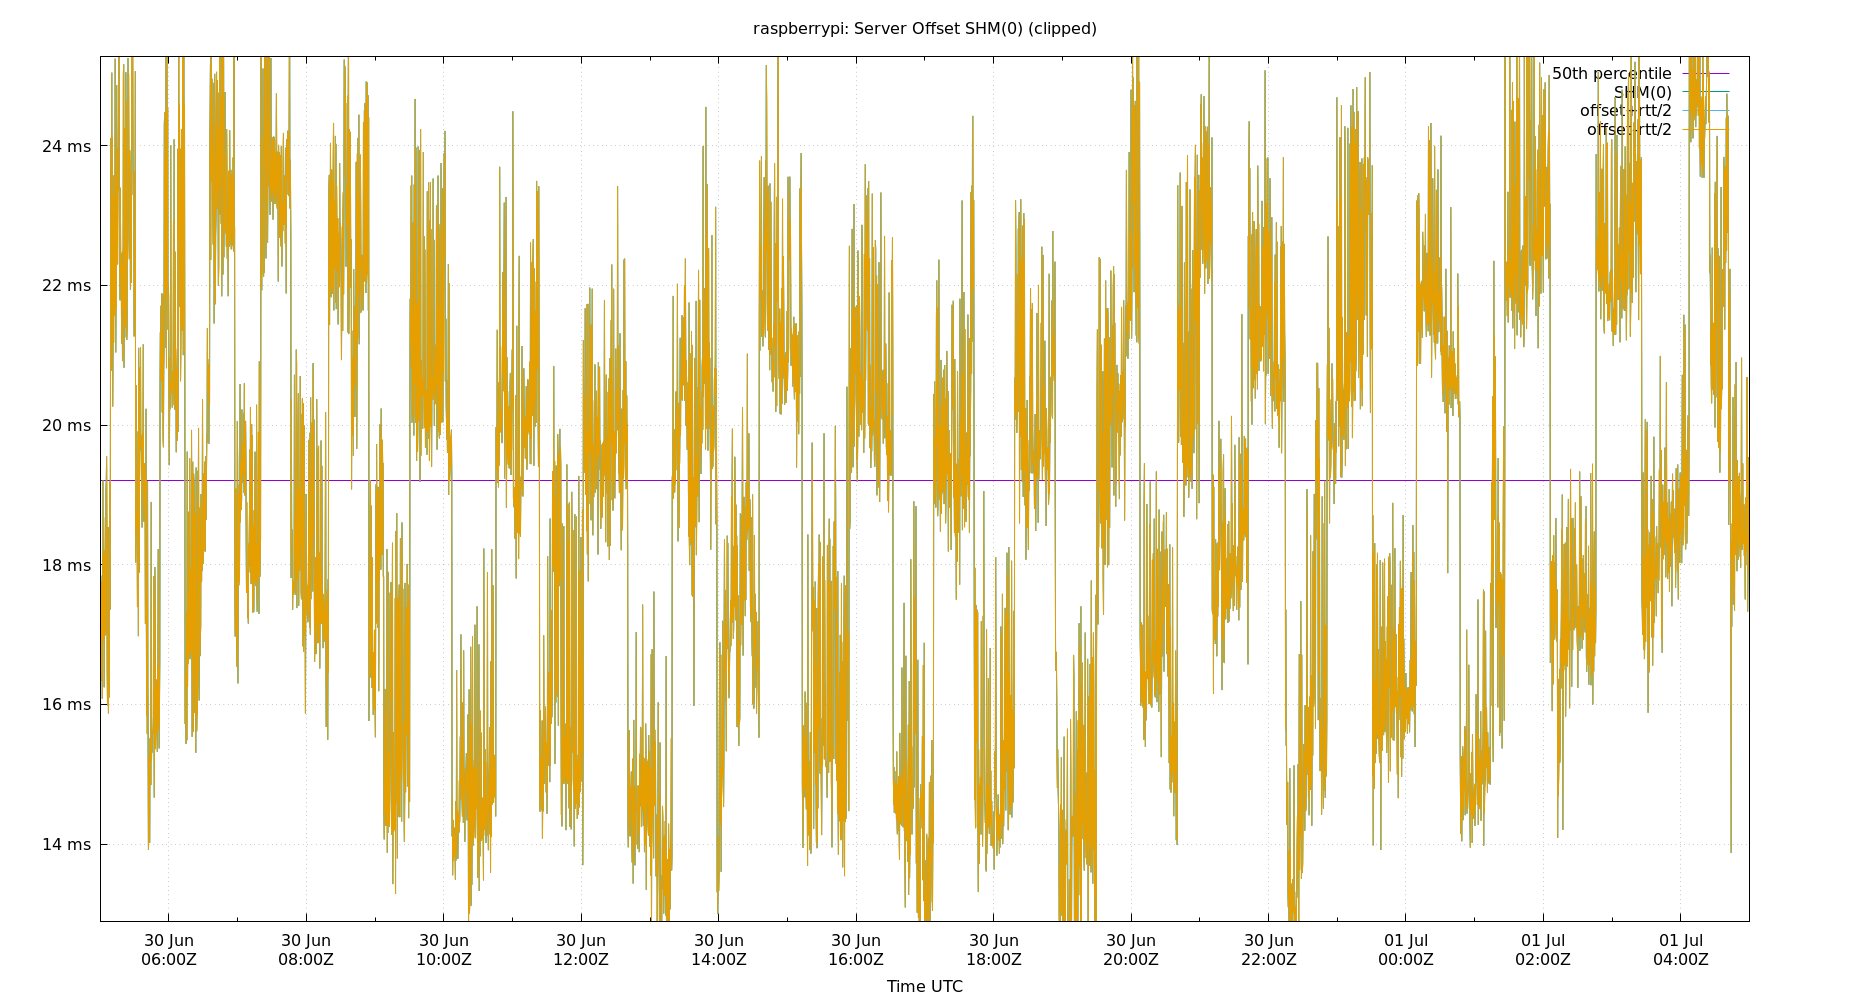 raspberrypi: Server Offset SHM(0) (clipped)
50th percentile
SHM(0)
offset+rtt/2
offset-rtt/2
24 ms
22 ms
20 ms
18 ms
16 ms
14 ms
30 Jun 30 Jun 30 Jun 30 Jun 30 Jun 30 Jun 30 Jun 30 Jun 30 Jun 01 Jul 01 Jul 01 Jul
06:00Z 08:00Z 10:00Z 12:00Z 14:00Z 16:00Z 18:00Z 20:00Z 22:00Z 00:00Z 02:00Z 04:00Z
Time UTC